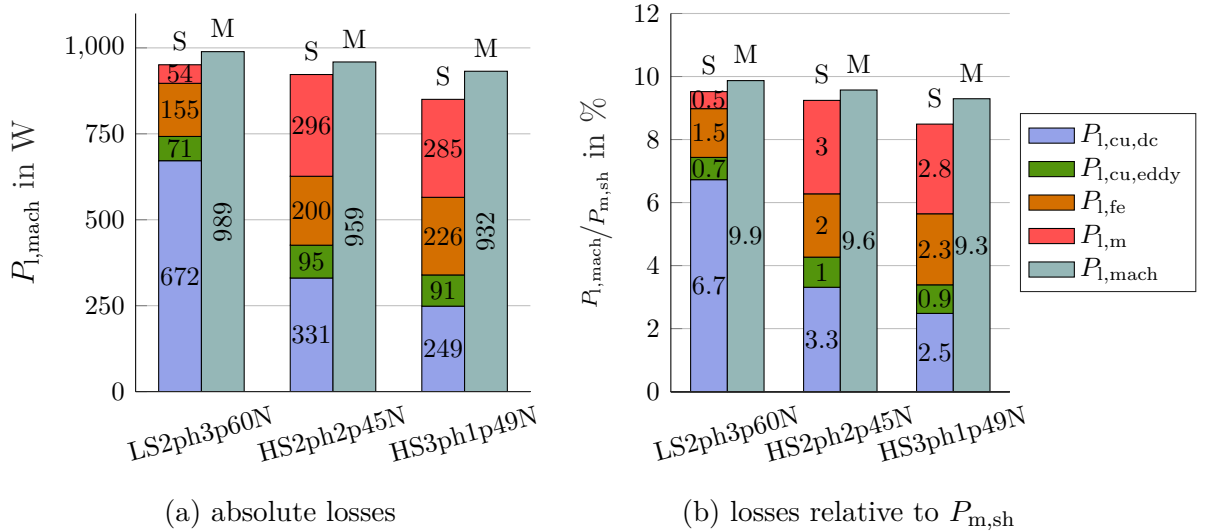 P_l,mach in W
1,000
750
500
250
0
S M
54
155
71
672
989
S M
296
200
95
331
959
S M
285
226
91
249
932
LS2ph3p60N
HS2ph2p45N
HS3ph1p49N
(a) absolute losses
P_l,mach/P_m,sh in %
12
10
8
6
4
2
0
S M
0.5
1.5
0.7
6.7
9.9
S M
3
2
1
3.3
9.6
S M
2.8
2.3
0.9
2.5
9.3
LS2ph3p60N
HS2ph2p45N
HS3ph1p49N
(b) losses relative to P_m,sh
P_l,cu,dc
P_l,cu,eddy
P_l,fe
P_l,m
P_l,mach